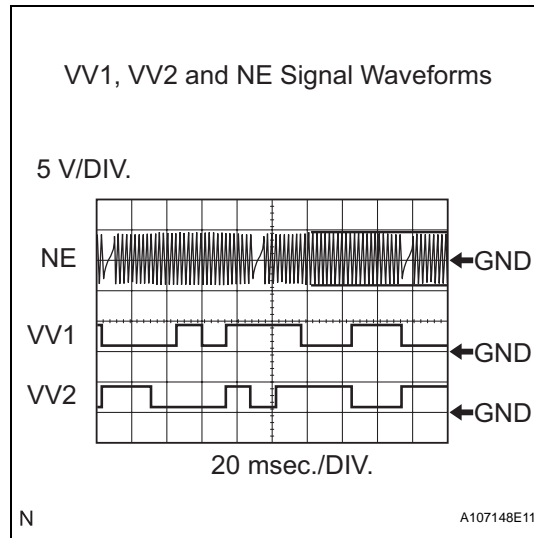 VV1, VV2 and NE Signal Waveforms
5 V/DIV.
NE
GND
VV1
GND
VV2
GND
20 msec./DIV.
N
A107148E11